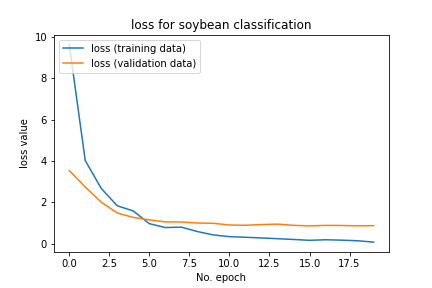 loss for soybean classification
10
8
6
4
2
0
loss value
loss (training data)
loss (validation data)
0.0 2.5 5.0 7.5 10.0 12.5 15.0 17.5
No. epoch